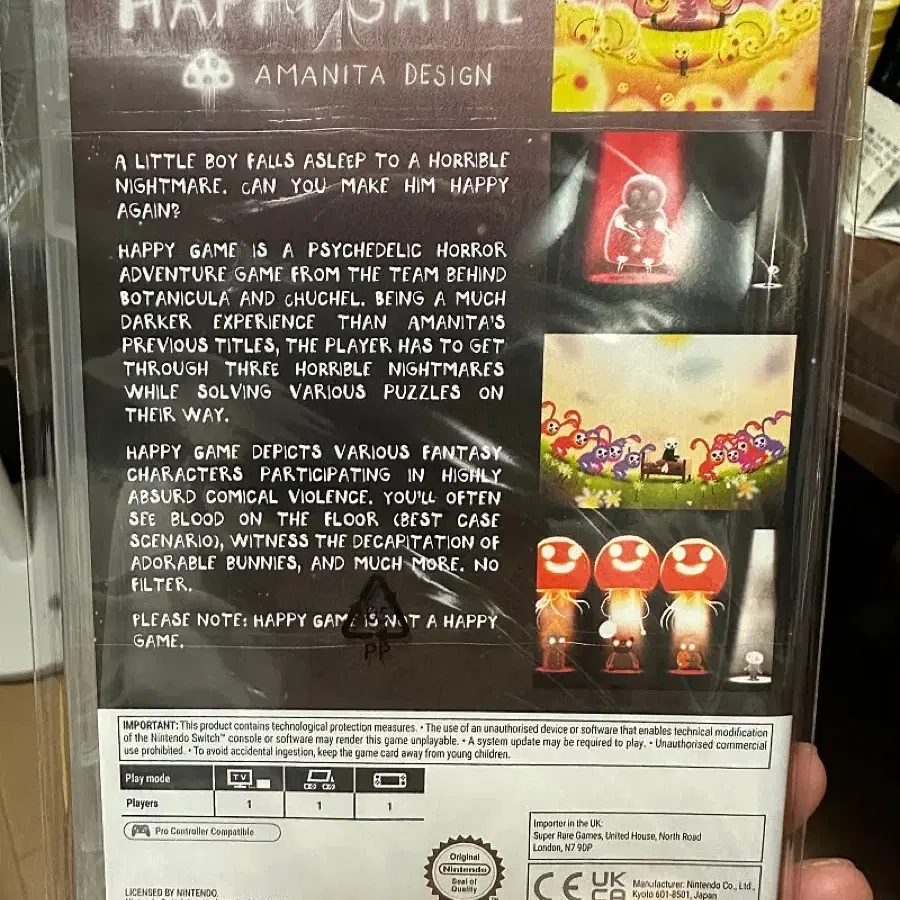 HAPPY GAME
AMANITA DESIGN
A LITTLE BOY FALLS ASLEEP TO A HORRIBLE
NIGHTMARE. CAN YOU MAKE HIM HAPPY
AGAIN?
HAPPY GAME IS A PSYCHEDELIC HORROR
ADVENTURE GAME FROM THE TEAM BEHIND
BOTANICULA AND CHUCHEL. BEING A MUCH
DARKER EXPERIENCE THAN AMANITA'S
PREVIOUS TITLES, THE PLAYER HAS TO GET
THROUGH THREE HORRIBLE NIGHTMARES
WHILE SOLVING VARIOUS PUZZLES ON
THEIR WAY.
HAPPY GAME DEPICTS VARIOUS FANTASY
CHARACTERS PARTICIPATING IN HIGHLY
ABSURD COMICAL VIOLENCE. YOU'LL OFTEN
SEE BLOOD ON THE FLOOR (BEST CASE
SCENARIO), WITNESS THE DECAPITATION OF
ADORABLE BUNNIES, AND MUCH MORE. NO
FILTER.
PLEASE NOTE: HAPPY GAME IS NOT A HAPPY
GAME.
PP
IMPORTANT: This product contains technological protection measures. • The use of an unauthorised device or software that enables technical modification
of the Nintendo Switch™ console or software may render this game unplayable. • A system update may be required to play. • Unauthorised commercial
use prohibited. • To avoid accidental ingestion, keep the game card away from young children.
Play mode TV
Players 1 1 1
Pro Controller Compatible
Original
Nintendo
Seal of
Quality
Importer in the UK:
Super Rare Games, United House, North Road
London, N7 9DP
CE UK CA
Manufacturer: Nintendo Co., Ltd.,
Kyoto 601-8501, Japan
LICENSED BY NINTENDO.